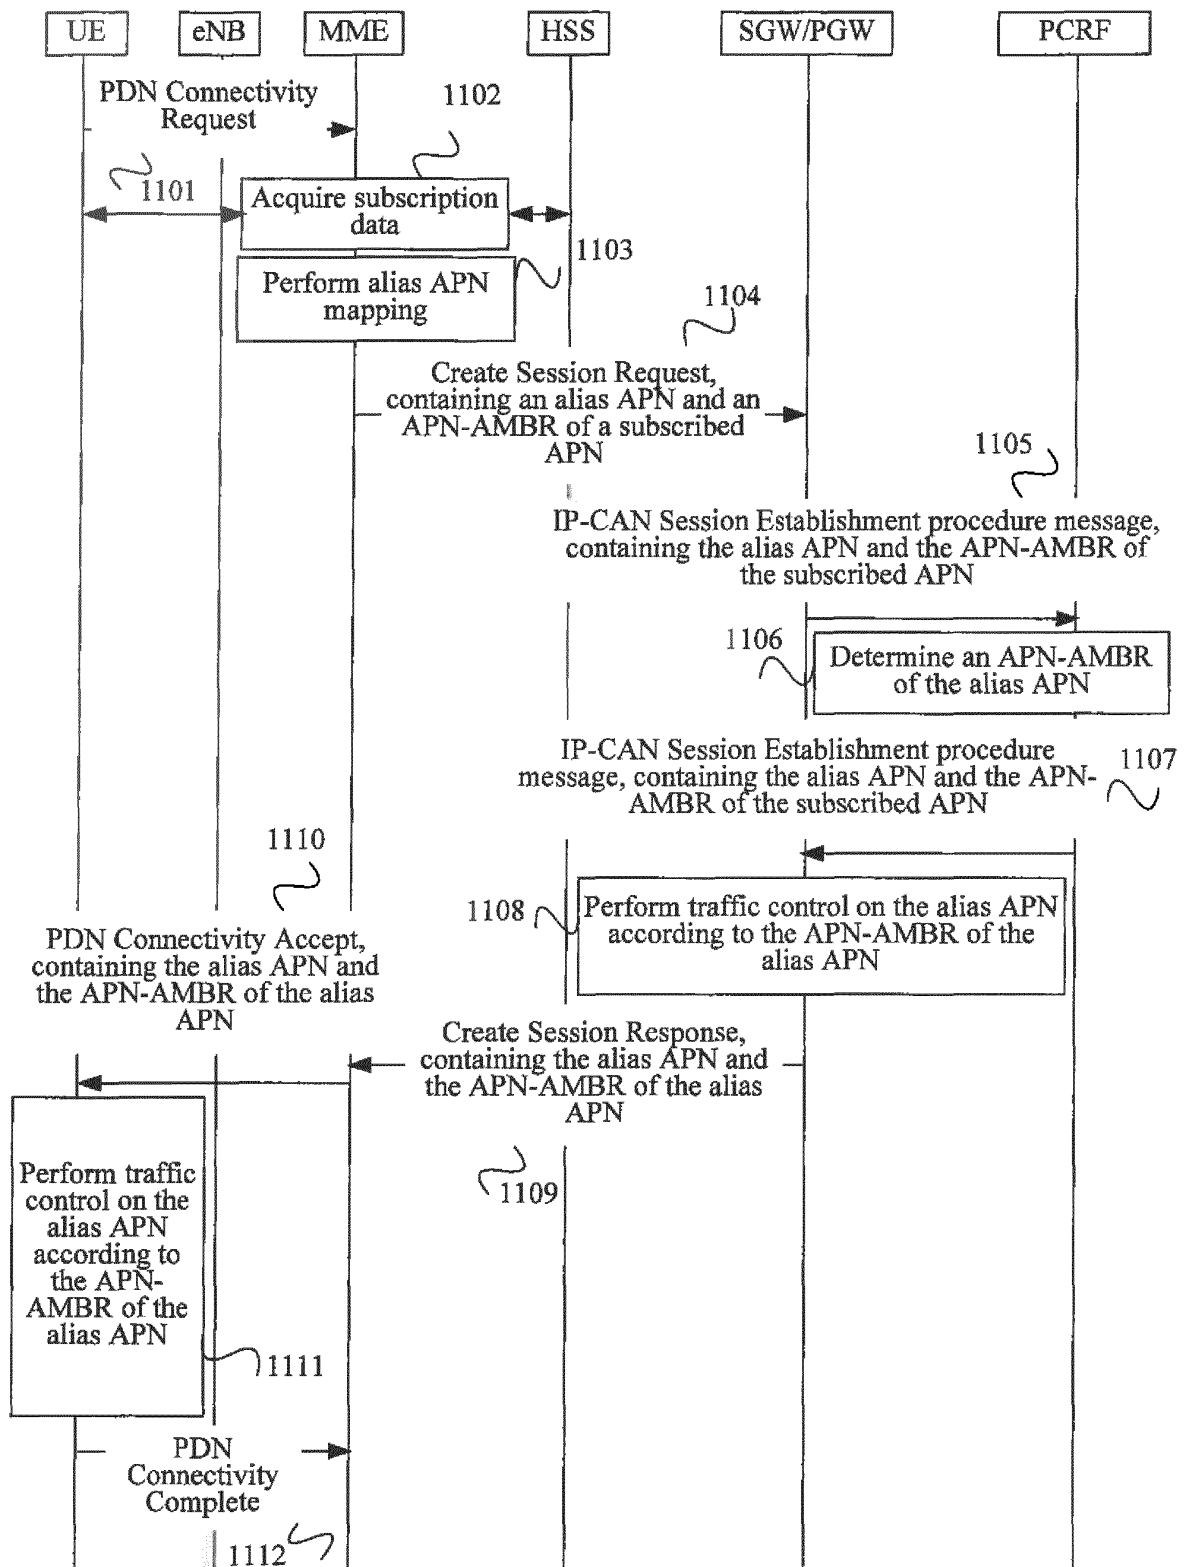 UE eNB MME HSS SGW/PGW PCRF
PDN Connectivity
Request
1102
1101
Acquire subscription
data
1103
Perform alias APN
mapping
1104
Create Session Request,
containing an alias APN and an
APN-AMBR of a subscribed
APN
1105
IP-CAN Session Establishment procedure message,
containing the alias APN and the APN-AMBR of
the subscribed APN
1106
Determine an APN-AMBR
of the alias APN
IP-CAN Session Establishment procedure
message, containing the alias APN and the APN-
AMBR of the subscribed APN
1107
1110
PDN Connectivity Accept,
containing the alias APN and
the APN-AMBR of the alias
APN
1108
Perform traffic control on the alias APN
according to the APN-AMBR of the
alias APN
Create Session Response,
containing the alias APN and
the APN-AMBR of the alias
APN
1109
Perform traffic
control on the
alias APN
according to
the APN-
AMBR of the
alias APN
1111
PDN
Connectivity
Complete
1112